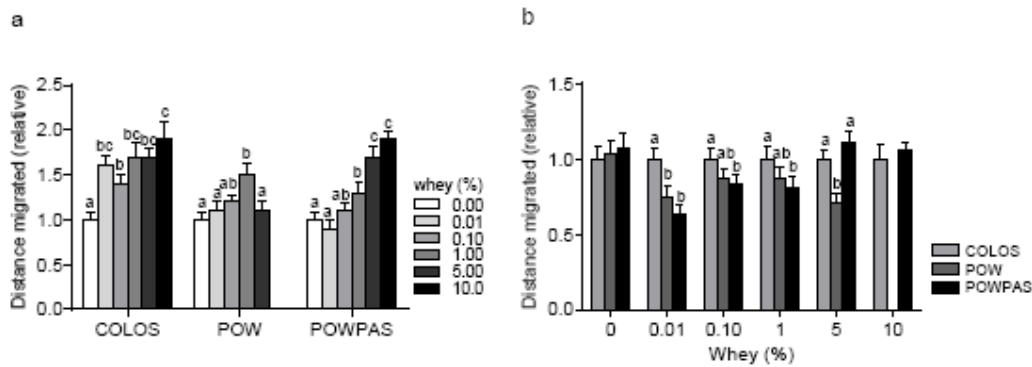 a
Distance migrated (relative)
2.5
2.0
1.5
1.0
0.5
0.0
a bc b bc bc c
a a ab b a
a a ab b c c
COLOS POW POWPAS
whey (%)
0.00
0.01
0.10
1.00
5.00
10.0
b
Distance migrated (relative)
1.5
1.0
0.5
0.0
a b b
a ab b
a ab b
a b a
0 0.01 0.10 1 5 10
Whey (%)
COLOS
POW
POWPAS